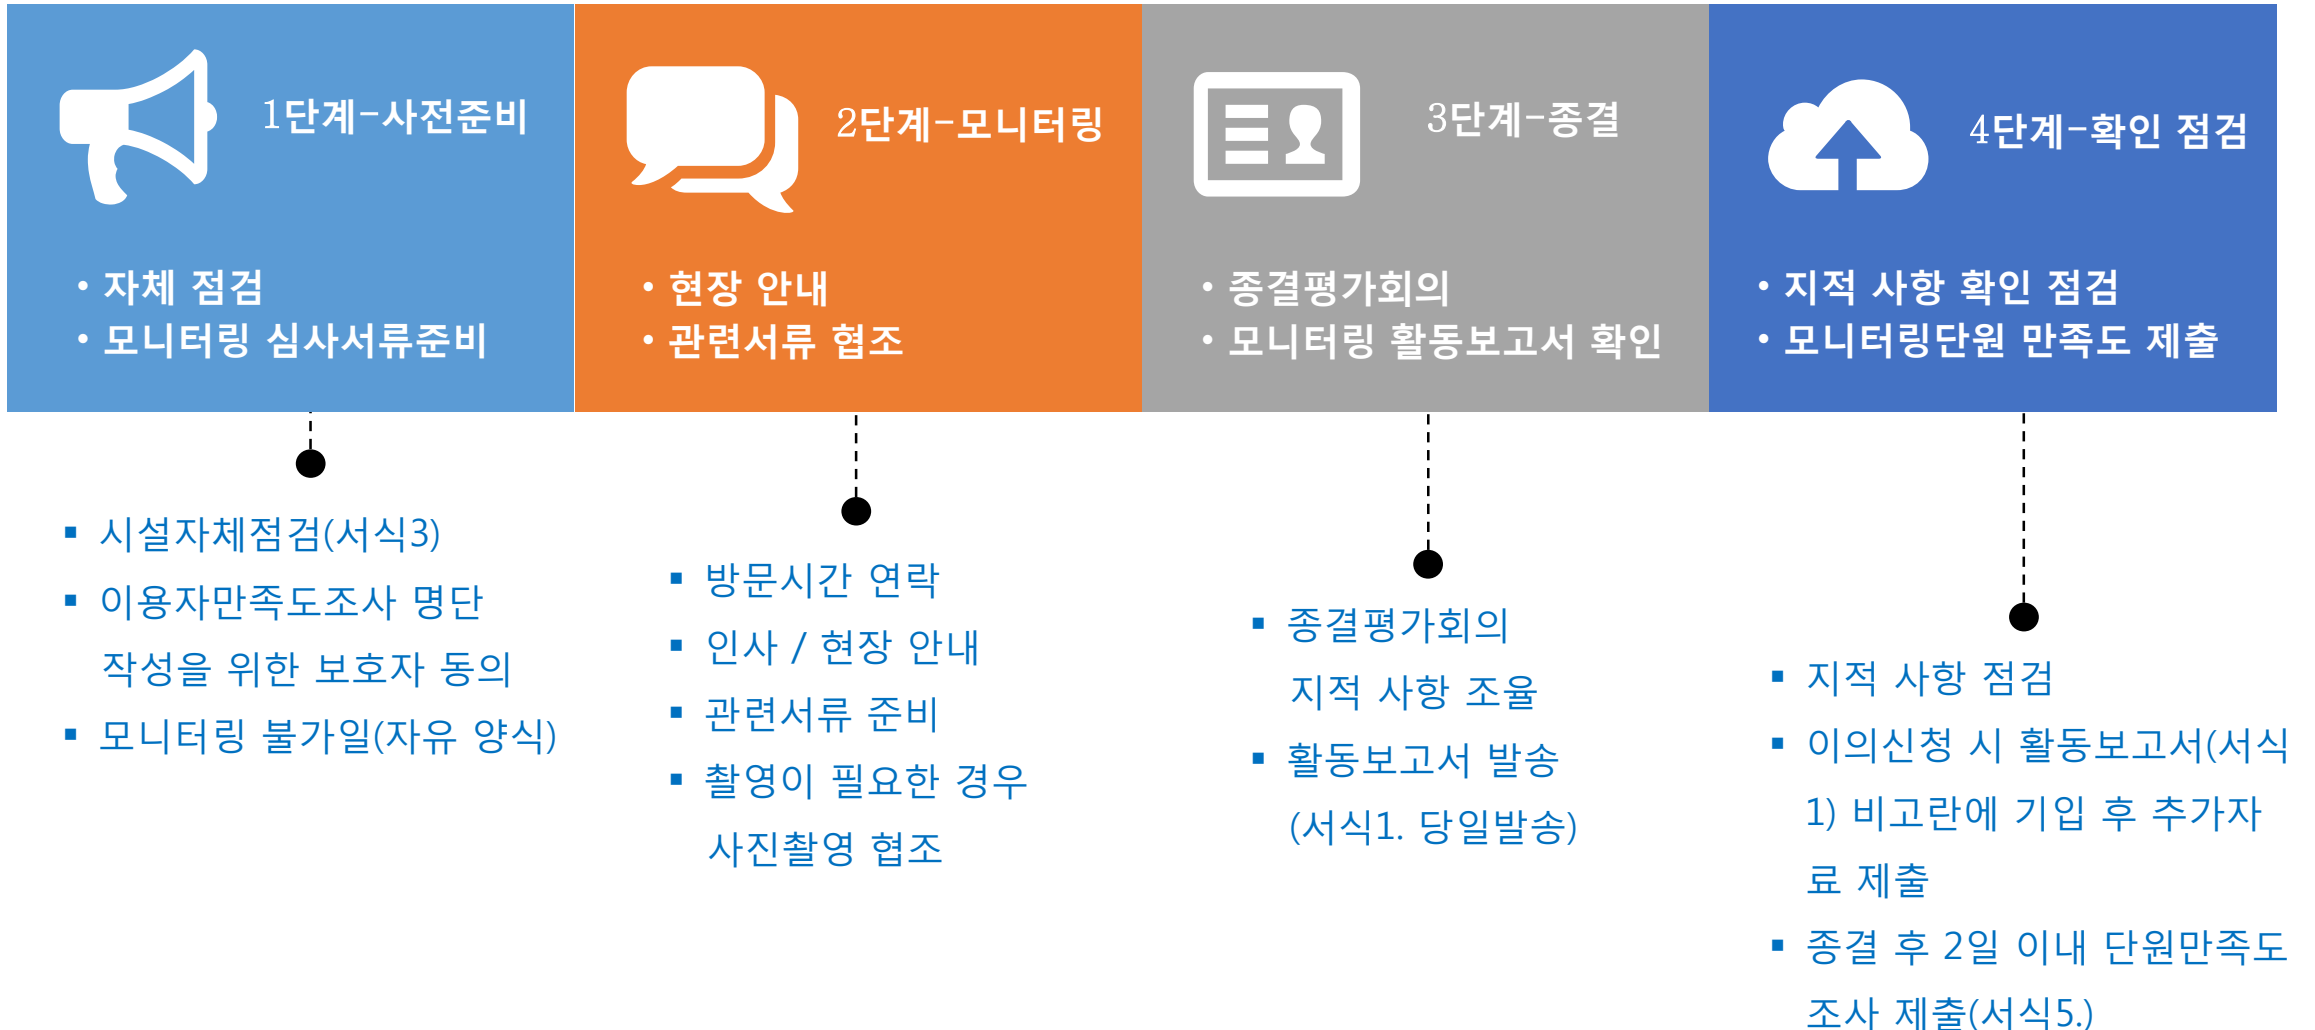 1단계-사전준비
• 자체 점검
• 모니터링 심사서류준비
▪ 시설자체점검(서식3)
▪ 이용자만족도조사 명단
작성을 위한 보호자 동의
▪ 모니터링 불가일(자유 양식)
2단계-모니터링
• 현장 안내
• 관련서류 협조
▪ 방문시간 연락
▪ 인사 / 현장 안내
▪ 관련서류 준비
▪ 촬영이 필요한 경우
사진촬영 협조
3단계-종결
• 종결평가회의
• 모니터링 활동보고서 확인
▪ 종결평가회의
지적 사항 조율
▪ 활동보고서 발송
(서식1. 당일발송)
4단계-확인 점검
• 지적 사항 확인 점검
• 모니터링단원 만족도 제출
▪ 지적 사항 점검
▪ 이의신청 시 활동보고서(서식
1) 비고란에 기입 후 추가자
료 제출
▪ 종결 후 2일 이내 단원만족도
조사 제출(서식5.)